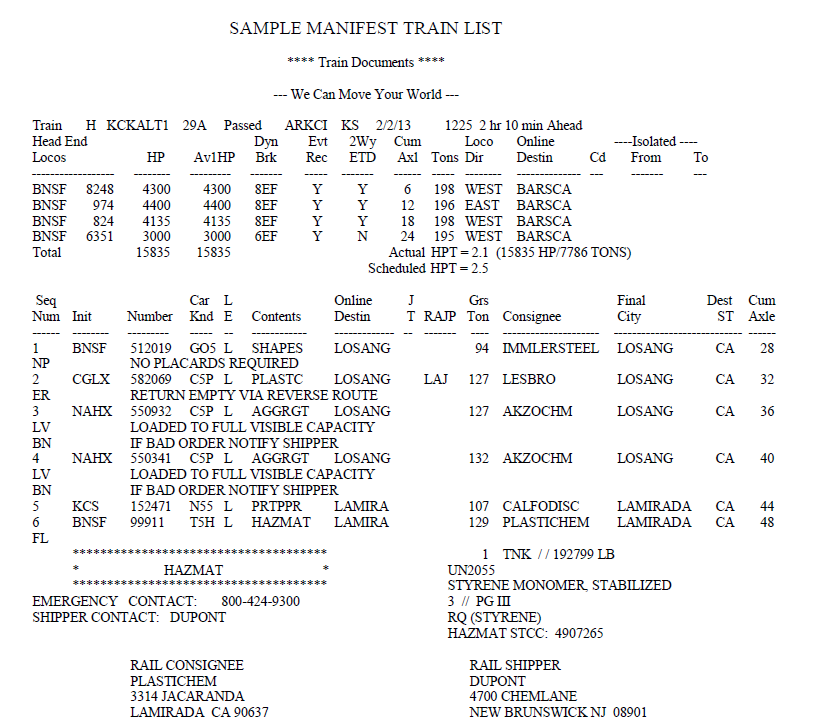 SAMPLE MANIFEST TRAIN LIST
**** Train Documents ****
--- We Can Move Your World ---
Train H KCKALT1 29A Passed ARKCI KS 2/2/13 1225 2 hr 10 min Ahead
Head End Dyn Evt 2Wy Cum Loco Online ----Isolated ----
Locos HP Av1HP Brk Rec ETD Axl Tons Dir Destin Cd From To
----------------- -------- --------- ------- ----- ------- ------ ----- ------- -------------- --- ------- ---
BNSF 8248 4300 4300 8EF Y Y 6 198 WEST BARSCA
BNSF 974 4400 4400 8EF Y Y 12 196 EAST BARSCA
BNSF 824 4135 4135 8EF Y Y 18 198 WEST BARSCA
BNSF 6351 3000 3000 6EF Y N 24 195 WEST BARSCA
Total 15835 15835 Actual HPT = 2.1 (15835 HP/7786 TONS)
Scheduled HPT = 2.5
Seq Car L Online J Grs Final Dest Cum
Num Init Number Knd E Contents Destin T RAJP Ton Consignee City ST Axle
------ -------- --------- ----- -- ------------ ------------- -- ------- ---- --------------------- ---------------------------- ------
1 BNSF 512019 GO5 L SHAPES LOSANG 94 IMMLERSTEEL LOSANG CA 28
NP NO PLACARDS REQUIRED
2 CGLX 582069 C5P L PLASTC LOSANG LAJ 127 LESBRO LOSANG CA 32
ER RETURN EMPTY VIA REVERSE ROUTE
3 NAHX 550932 C5P L AGGRGT LOSANG 127 AKZOCHM LOSANG CA 36
LV LOADED TO FULL VISIBLE CAPACITY
BN IF BAD ORDER NOTIFY SHIPPER
4 NAHX 550341 C5P L AGGRGT LOSANG 132 AKZOCHM LOSANG CA 40
LV LOADED TO FULL VISIBLE CAPACITY
BN IF BAD ORDER NOTIFY SHIPPER
5 KCS 152471 N55 L PRTPPR LAMIRA 107 CALFODISC LAMIRADA CA 44
6 BNSF 99911 T5H L HAZMAT LAMIRA 129 PLASTICHEM LAMIRADA CA 48
FL
************************************* 1 TNK // 192799 LB
* HAZMAT * UN2055
************************************* STYRENE MONOMER, STABILIZED
EMERGENCY CONTACT: 800-424-9300 3 // PG III
SHIPPER CONTACT: DUPONT RQ (STYRENE)
HAZMAT STCC: 4907265
RAIL CONSIGNEE RAIL SHIPPER
PLASTICHEM DUPONT
3314 JACARANDA 4700 CHEMLANE
LAMIRADA CA 90637 NEW BRUNSWICK NJ 08901